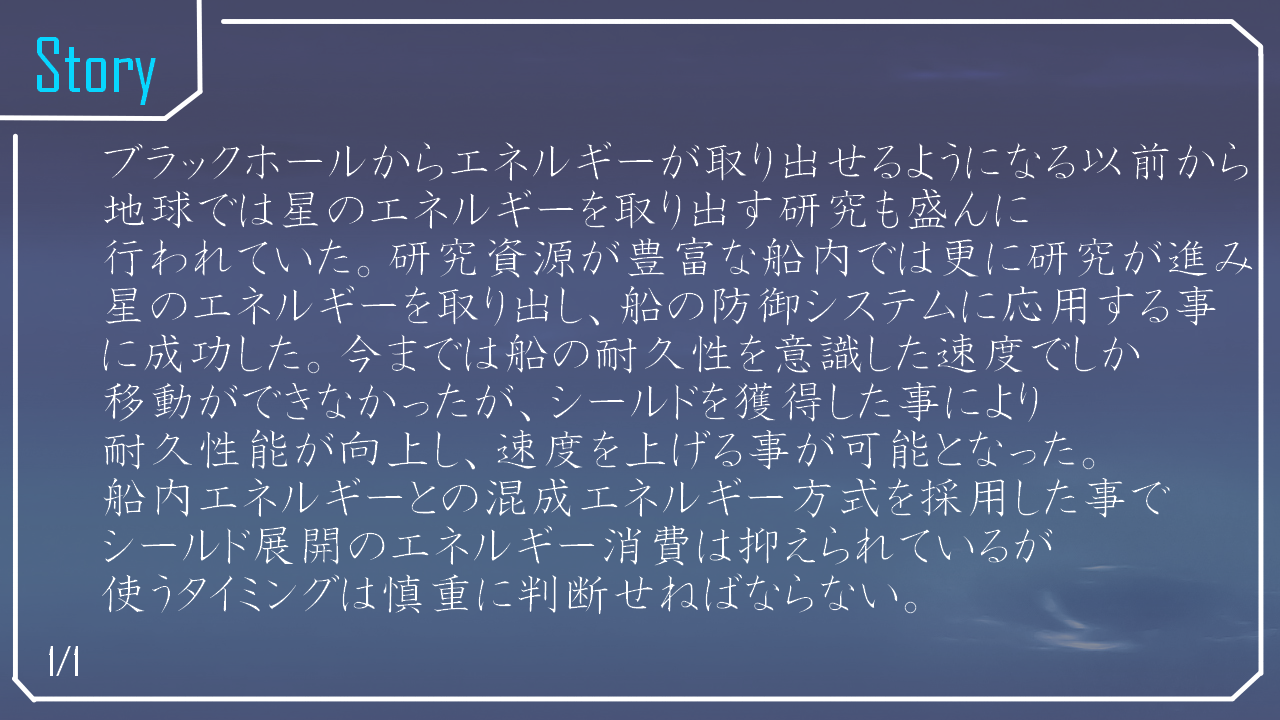 Story
ブラックホールからエネルギーが取り出せるようになる以前から
地球では星のエネルギーを取り出す研究も盛んに
行われていた。研究資源が豊富な船内では更に研究が進み
星のエネルギーを取り出し、船の防御システムに応用する事
に成功した。今までは船の耐久性を意識した速度でしか
移動ができなかったが、シールドを獲得した事により
耐久性能が向上し、速度を上げる事が可能となった。
船内エネルギーとの混成エネルギー方式を採用した事で
シールド展開のエネルギー消費は抑えられているが
使うタイミングは慎重に判断せねばならない。
1/1